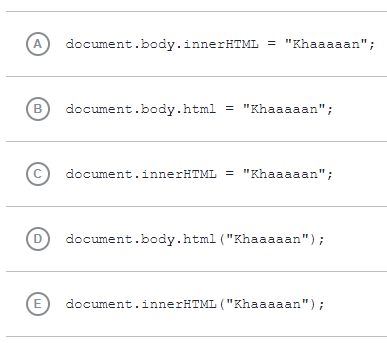 A document.body.innerHTML = "Khaaaaan";
B document.body.html = "Khaaaaan";
C document.innerHTML = "Khaaaaan";
D document.body.html("Khaaaaan");
E document.innerHTML("Khaaaaan");